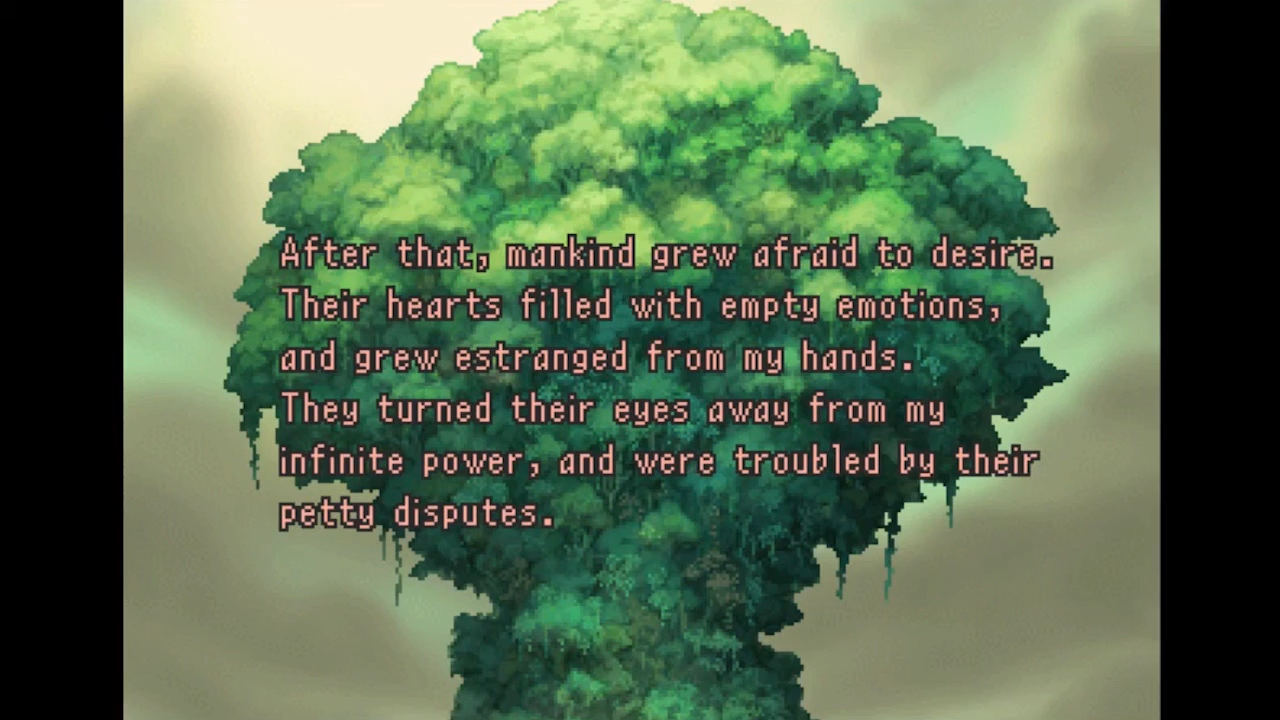 After that, mankind grew afraid to desire.
Their hearts filled with empty emotions,
and grew estranged from my hands.
They turned their eyes away from my
infinite power, and were troubled by their
petty disputes.